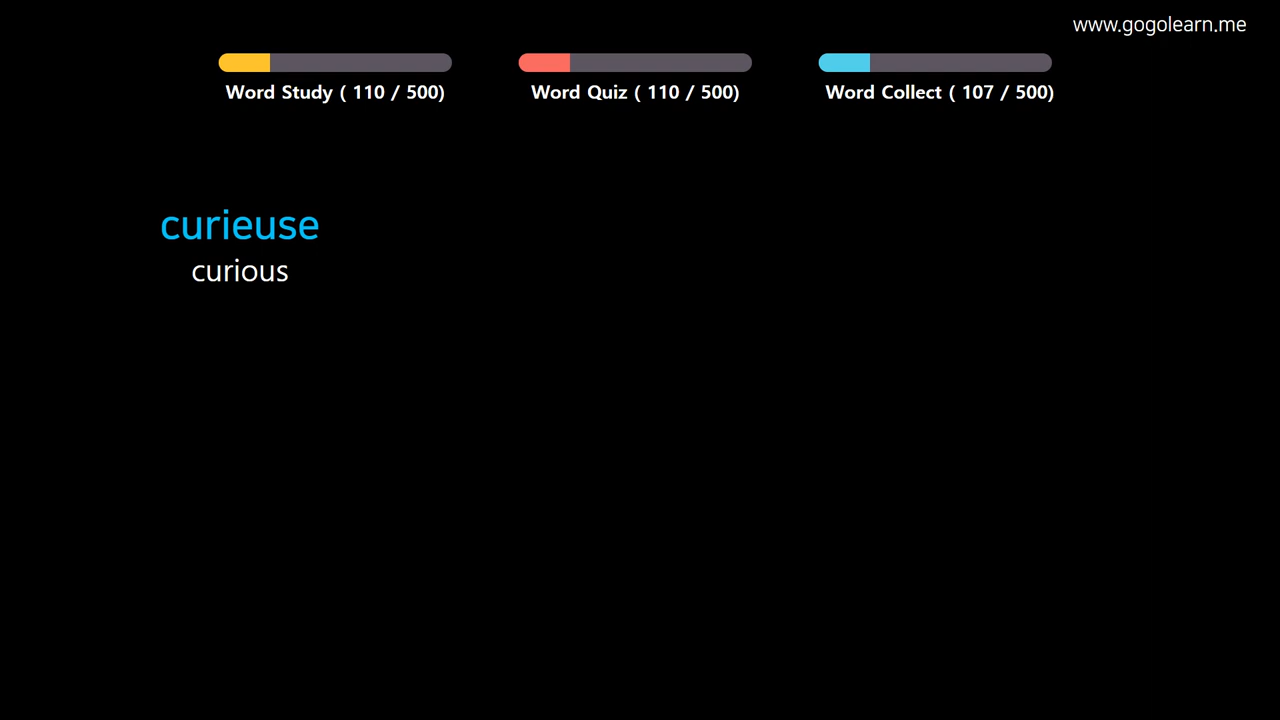 www.gogolearn.me
Word Study ( 110 / 500)
Word Quiz ( 110 / 500)
Word Collect ( 107 / 500)
curieuse
curious